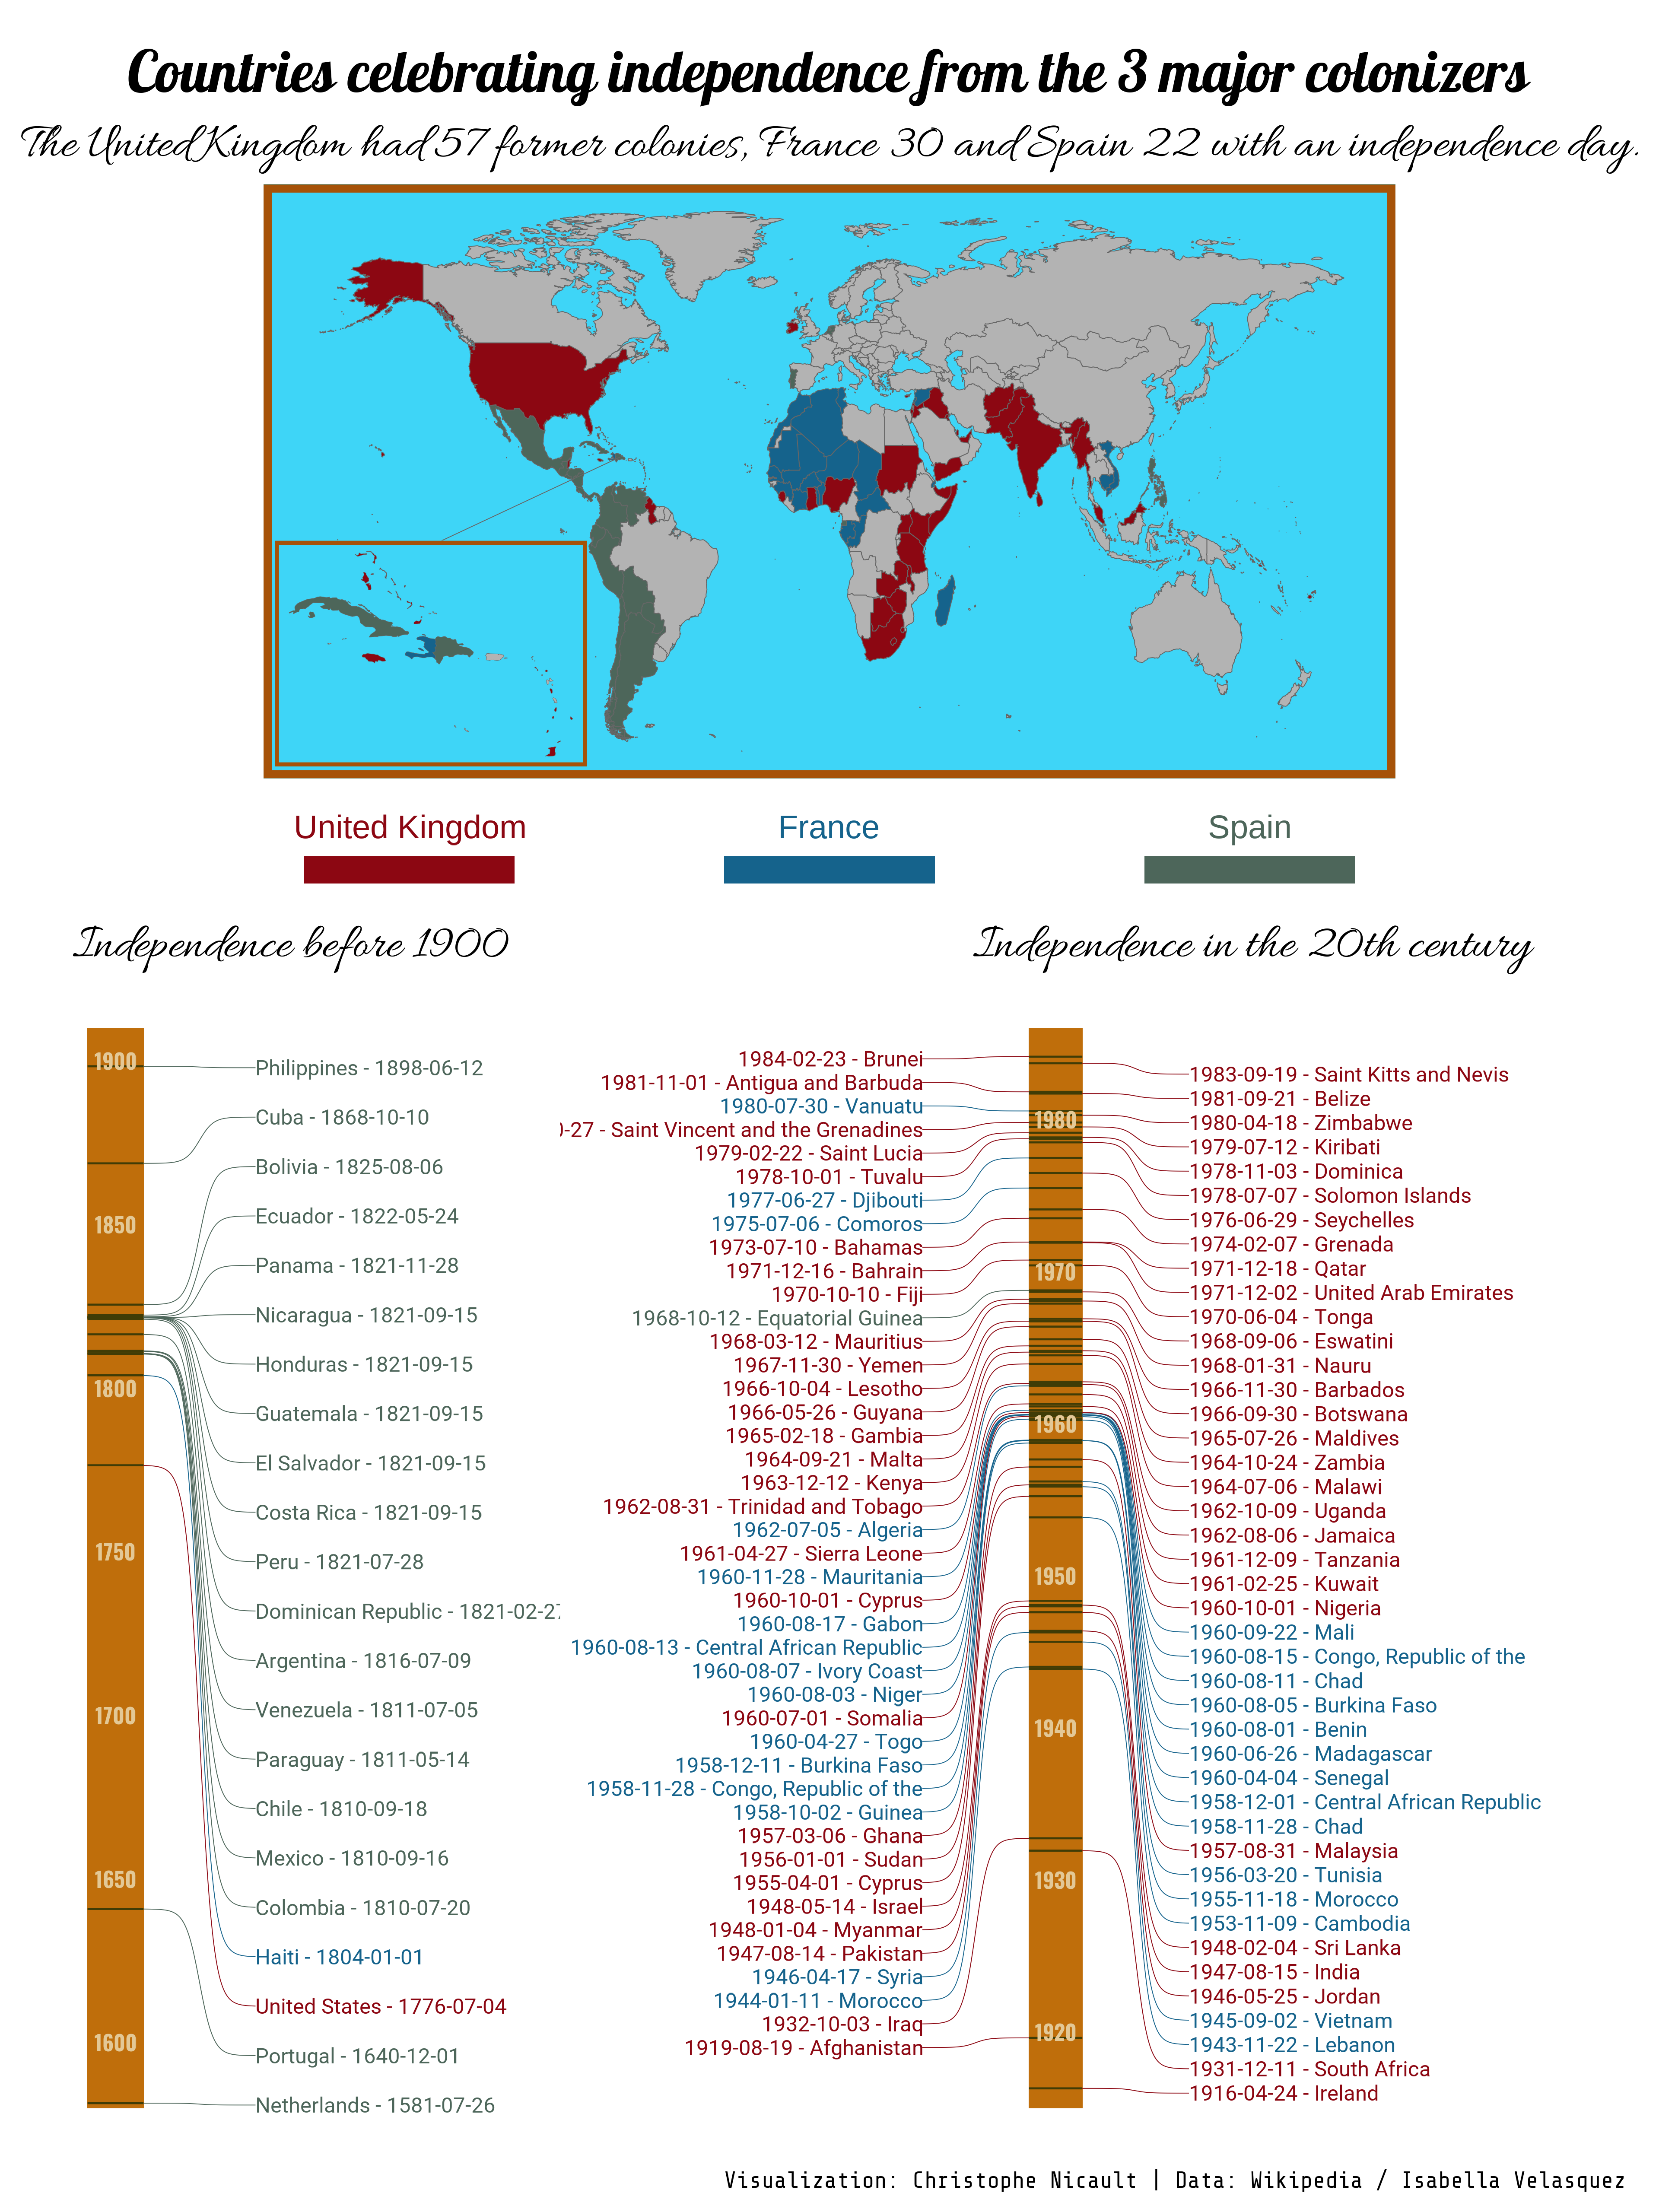 Countries celebrating independence from the 3 major colonizers
The United Kingdom had 57 former colonies, France 30 and Spain 22 with an independence day.
United Kingdom
France
Spain
Independence before 1900
1900
1850
1800
1750
1700
1650
1600
Philippines - 1898-06-12
Cuba - 1868-10-10
Bolivia - 1825-08-06
Ecuador - 1822-05-24
Panama - 1821-11-28
Nicaragua - 1821-09-15
Honduras - 1821-09-15
Guatemala - 1821-09-15
El Salvador - 1821-09-15
Costa Rica - 1821-09-15
Peru - 1821-07-28
Dominican Republic - 1821-02-27
Argentina - 1816-07-09
Venezuela - 1811-07-05
Paraguay - 1811-05-14
Chile - 1810-09-18
Mexico - 1810-09-16
Colombia - 1810-07-20
Haiti - 1804-01-01
United States - 1776-07-04
Portugal - 1640-12-01
Netherlands - 1581-07-26
Independence in the 20th century
1984-02-23 - Brunei
1981-11-01 - Antigua and Barbuda
1980-07-30 - Vanuatu
-27 - Saint Vincent and the Grenadines
1979-02-22 - Saint Lucia
1978-10-01 - Tuvalu
1977-06-27 - Djibouti
1975-07-06 - Comoros
1973-07-10 - Bahamas
1971-12-16 - Bahrain
1970-10-10 - Fiji
1968-10-12 - Equatorial Guinea
1968-03-12 - Mauritius
1967-11-30 - Yemen
1966-10-04 - Lesotho
1966-05-26 - Guyana
1965-02-18 - Gambia
1964-09-21 - Malta
1963-12-12 - Kenya
1962-08-31 - Trinidad and Tobago
1962-07-05 - Algeria
1961-04-27 - Sierra Leone
1960-11-28 - Mauritania
1960-10-01 - Cyprus
1960-08-17 - Gabon
1960-08-13 - Central African Republic
1960-08-07 - Ivory Coast
1960-08-03 - Niger
1960-07-01 - Somalia
1960-04-27 - Togo
1958-12-11 - Burkina Faso
1958-11-28 - Congo, Republic of the
1958-10-02 - Guinea
1957-03-06 - Ghana
1956-01-01 - Sudan
1955-04-01 - Cyprus
1948-05-14 - Israel
1948-01-04 - Myanmar
1947-08-14 - Pakistan
1946-04-17 - Syria
1944-01-11 - Morocco
1932-10-03 - Iraq
1919-08-19 - Afghanistan
1980
1970
1960
1950
1940
1930
1920
1983-09-19 - Saint Kitts and Nevis
1981-09-21 - Belize
1980-04-18 - Zimbabwe
1979-07-12 - Kiribati
1978-11-03 - Dominica
1978-07-07 - Solomon Islands
1976-06-29 - Seychelles
1974-02-07 - Grenada
1971-12-18 - Qatar
1971-12-02 - United Arab Emirates
1970-06-04 - Tonga
1968-09-06 - Eswatini
1968-01-31 - Nauru
1966-11-30 - Barbados
1966-09-30 - Botswana
1965-07-26 - Maldives
1964-10-24 - Zambia
1964-07-06 - Malawi
1962-10-09 - Uganda
1962-08-06 - Jamaica
1961-12-09 - Tanzania
1961-02-25 - Kuwait
1960-10-01 - Nigeria
1960-09-22 - Mali
1960-08-15 - Congo, Republic of the
1960-08-11 - Chad
1960-08-05 - Burkina Faso
1960-08-01 - Benin
1960-06-26 - Madagascar
1960-04-04 - Senegal
1958-12-01 - Central African Republic
1958-11-28 - Chad
1957-08-31 - Malaysia
1956-03-20 - Tunisia
1955-11-18 - Morocco
1953-11-09 - Cambodia
1948-02-04 - Sri Lanka
1947-08-15 - India
1946-05-25 - Jordan
1945-09-02 - Vietnam
1943-11-22 - Lebanon
1931-12-11 - South Africa
1916-04-24 - Ireland
Visualization: Christophe Nicault | Data: Wikipedia / Isabella Velasquez